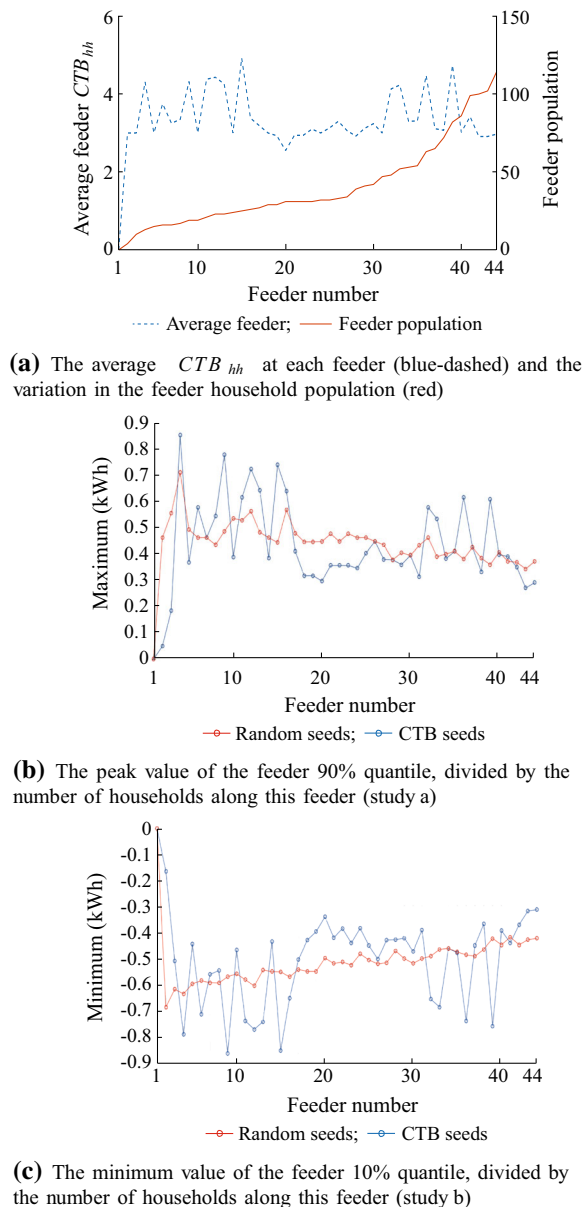 6
150
4
100
2
50
0
0
Average feeder CTB hh
Feeder population
1 10 20 30 40 44
Feeder number
Average feeder; Feeder population
(a) The average CTB hh at each feeder (blue-dashed) and the
variation in the feeder household population (red)
0.9
0.8
0.7
0.6
0.5
0.4
0.3
0.2
0.1
0
Maximum (kWh)
1 10 20 30 40 44
Feeder number
Random seeds; CTB seeds
(b) The peak value of the feeder 90% quantile, divided by the
number of households along this feeder (study a)
0
-0.1
-0.2
-0.3
-0.4
-0.5
-0.6
-0.7
-0.8
-0.9
Minimum (kWh)
1 10 20 30 40 44
Feeder number
Random seeds; CTB seeds
(c) The minimum value of the feeder 10% quantile, divided by
the number of households along this feeder (study b)